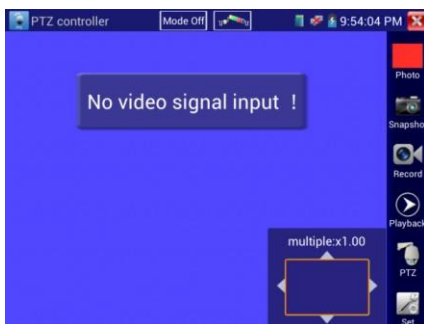 PTZ controller
Mode Off
9:54:04 PM
No video signal input !
Photo
Snapsho
Record
Playback
multiple:x1.00
PTZ
Set